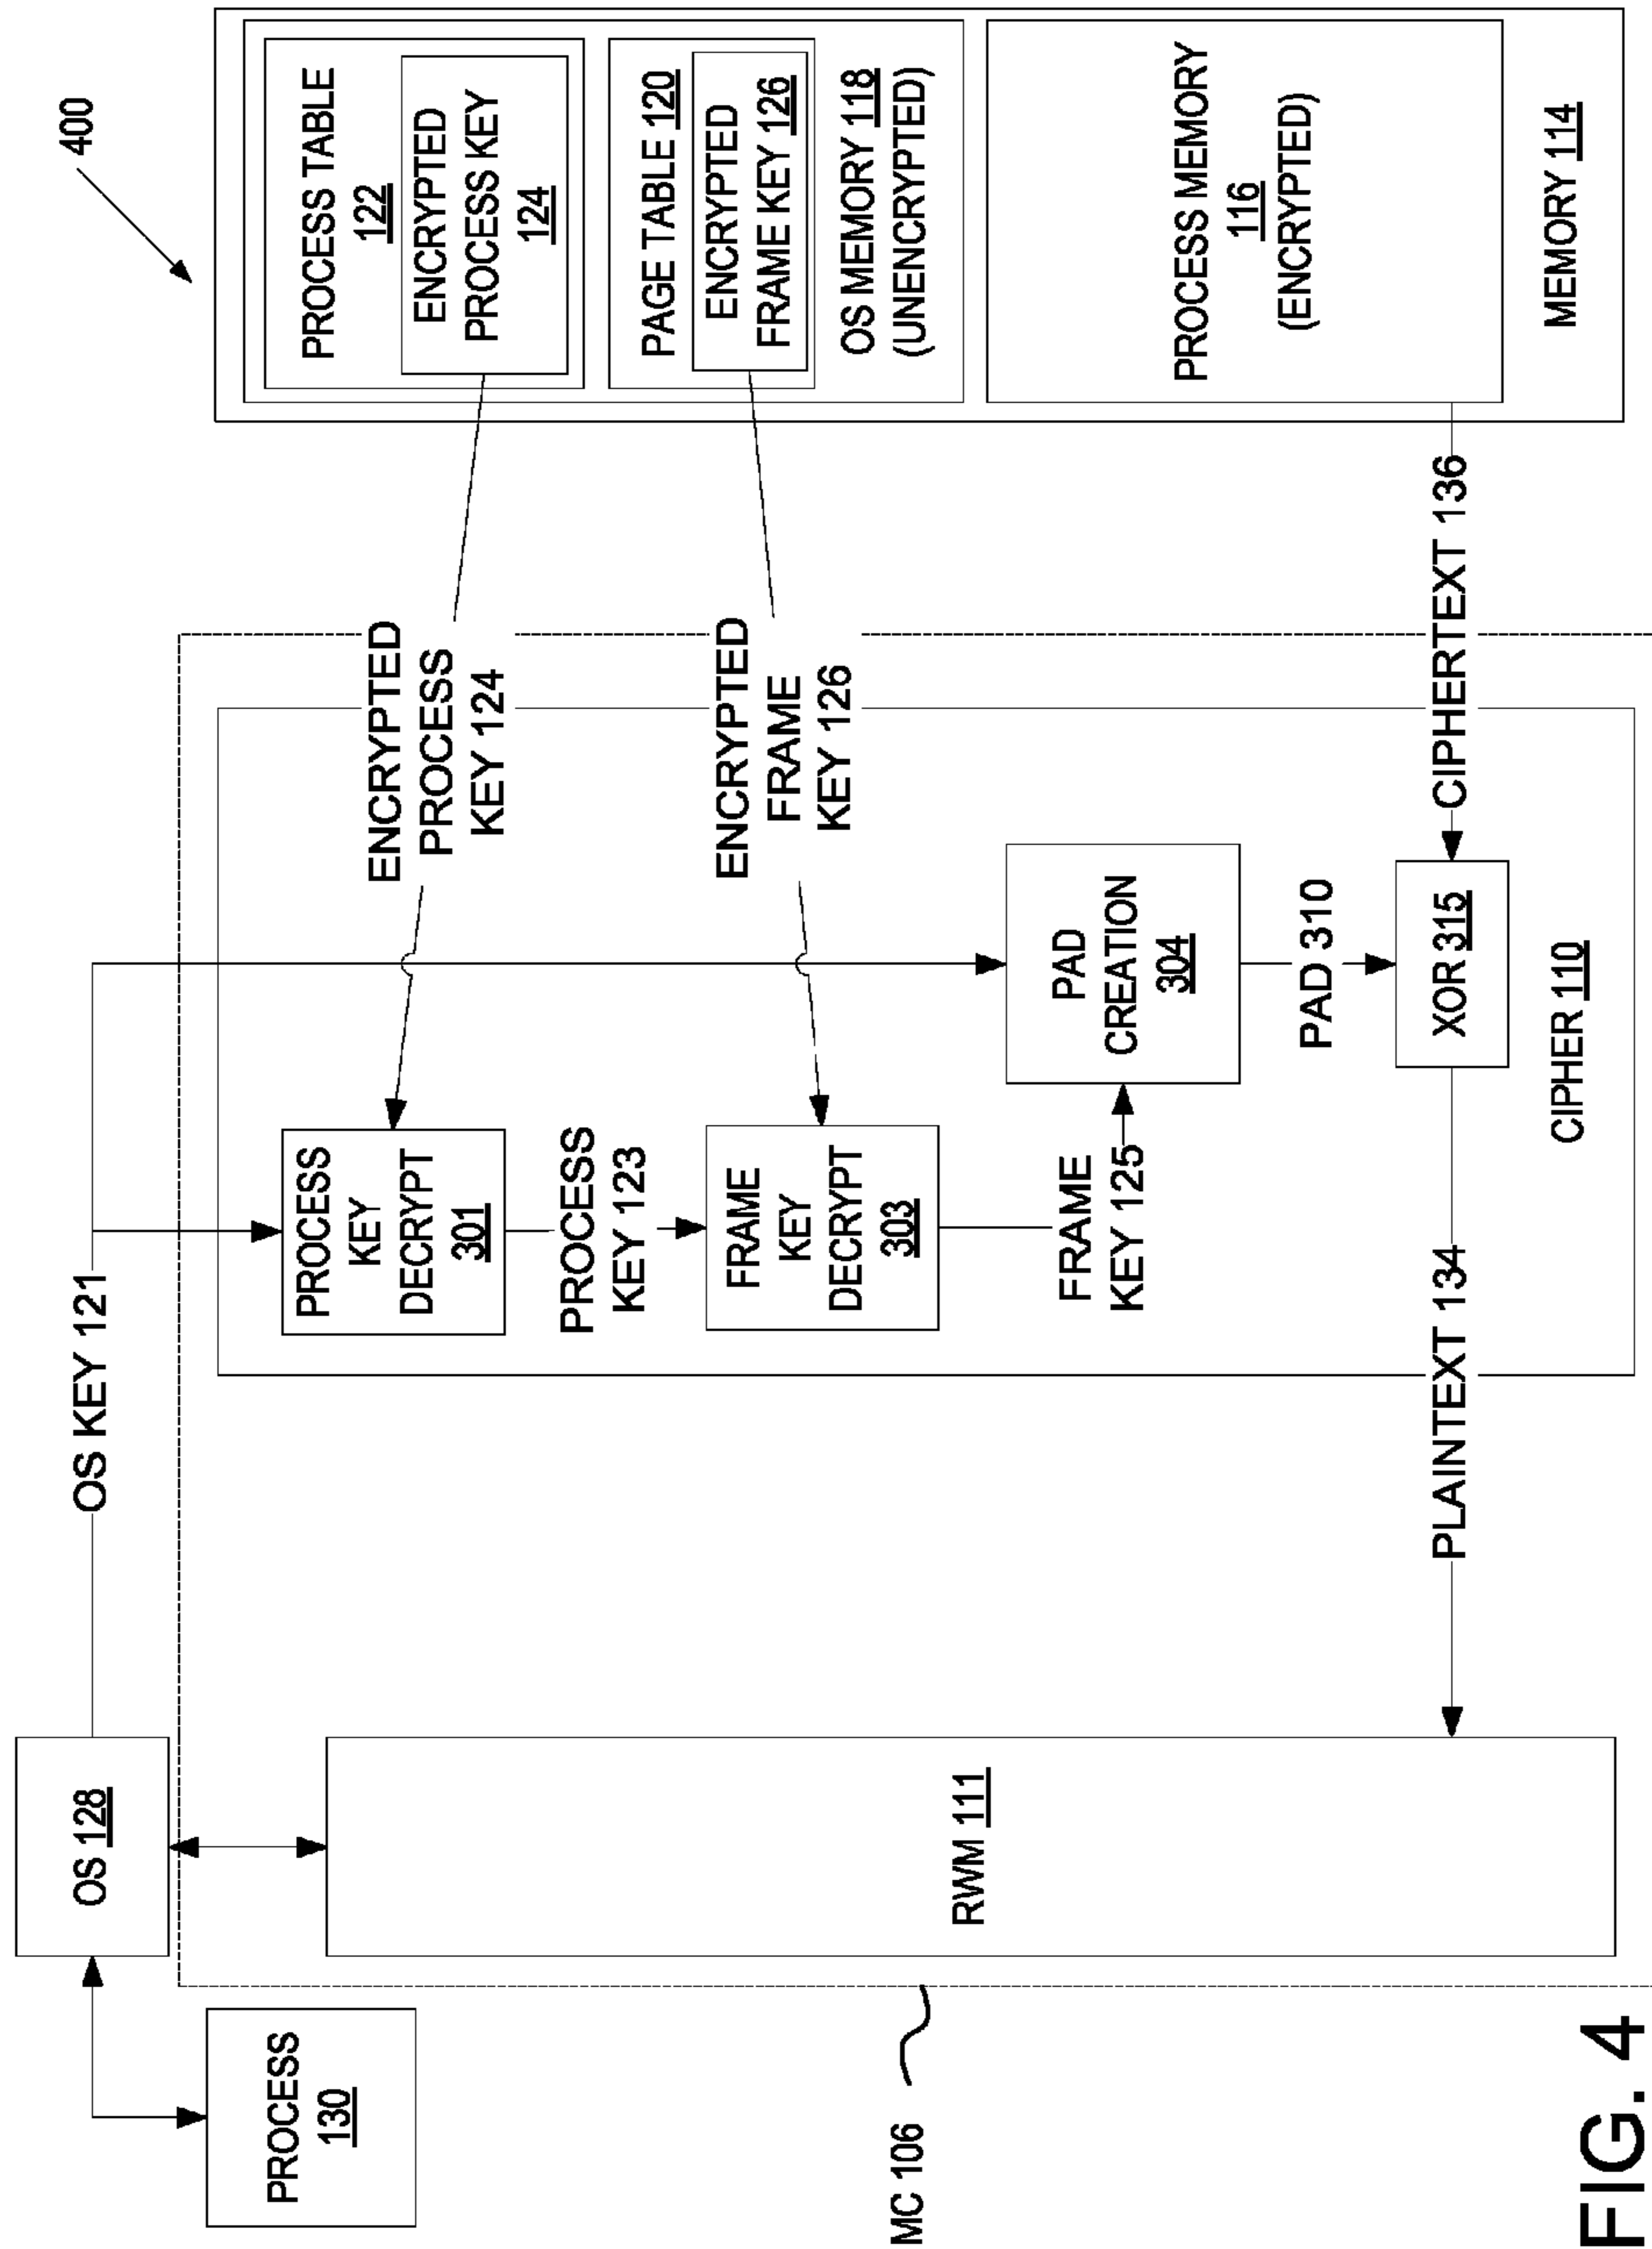 400
PROCESS
130
OS 128
OS KEY 121
MC 106
RWM 111
PROCESS
KEY
DECRYPT
301
PROCESS
KEY 123
FRAME
KEY
DECRYPT
303
FRAME
KEY 125
ENCRYPTED
PROCESS
KEY 124
ENCRYPTED
FRAME
KEY 126
PAD
CREATION
304
PAD 310
XOR 315
PLAINTEXT 134
CIPHERTEXT 136
CIPHER 110
PROCESS TABLE
122
ENCRYPTED
PROCESS KEY
124
PAGE TABLE 120
ENCRYPTED
FRAME KEY 126
OS MEMORY 118
(UNENCRYPTED)
PROCESS MEMORY
116
(ENCRYPTED)
MEMORY 114
FIG. 4